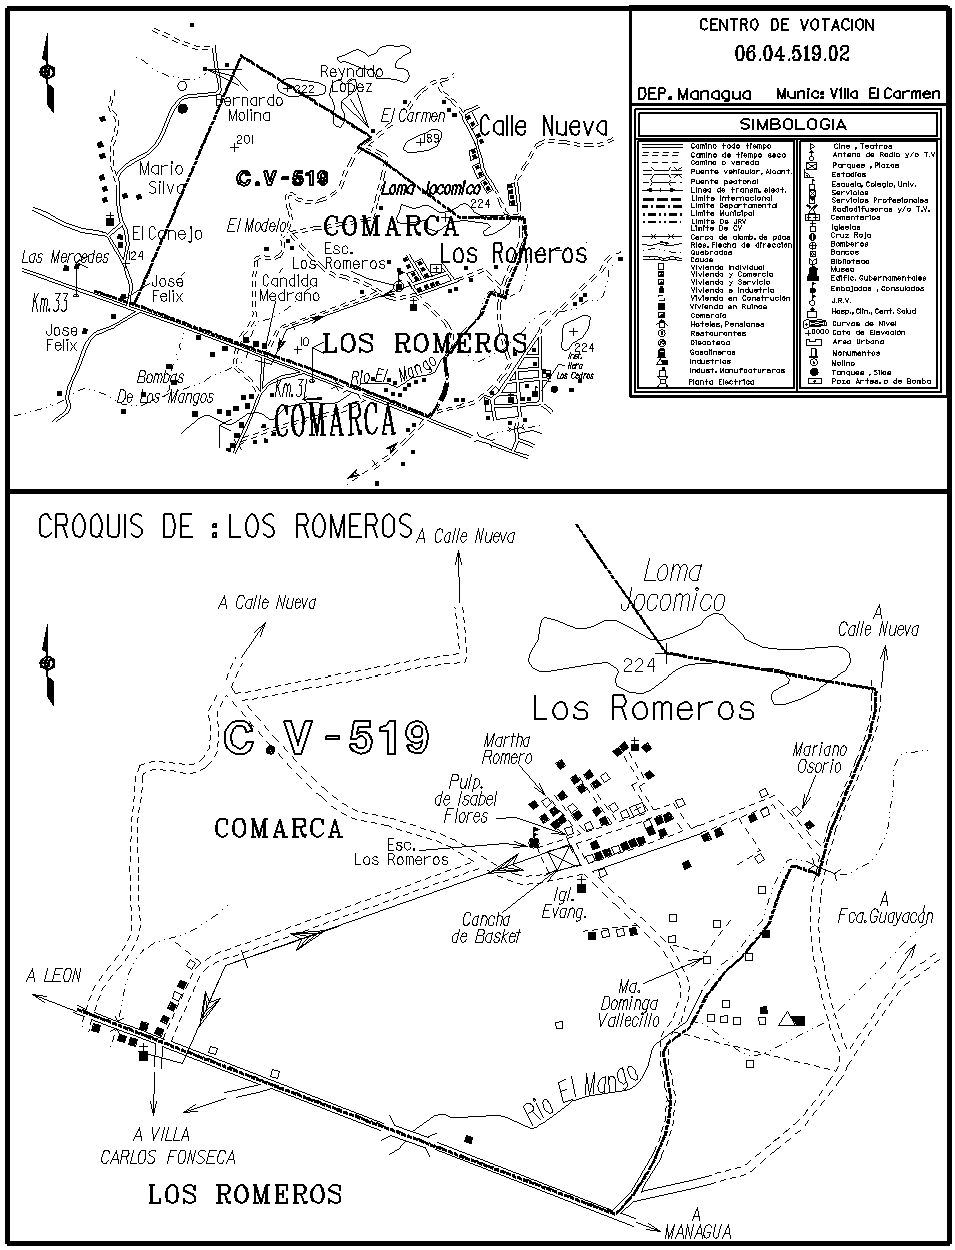 CENTRO DE VOTACION
06.04.519.02
DEP. Managua Munic: Villa El Carmen
SIMBOLOGIA
Camino todo tiempo
Camino de tiempo seco
Camino o vereda
Puente vehicular, Alcant.
Puente peatonal
Linea de transm. elect.
Limite Internacional
Limite Departamental
Limite Municipal
Limite De JRV
Limite De CV
Cerca de alamb. de púas
Rios, Flecha de dirección
Quebradas
Cauce
Vivienda Individual
Vivienda y Comercio
Vivienda y Servicio
Vivienda e Industria
Vivienda en Construción
Vivienda en Ruinas
Comercio
Hoteles, Pensiones
Restaurantes
Discoteca
Gasolineras
Industrias
Indust. Manufactureras
Planta Electrica
Cine, Teatros
Antena de Radio y/o T.V
Parques, Plazas
Estadios
Escuela, Colegio, Univ.
Servicios
Servicios Profesionales
Radiodifusoras y/o T.V.
Cementerios
Iglesias
Cruz Roja
Bomberos
Bancos
Biblioteca
Museo
Edific. Gubernamentales
Embajadas, Consulados
J.R.V.
Hosp., Clin., Cent. Salud
Curvas de Nivel
+0000 Cota de Elevación
Area Urbana
Monumentos
Molino
Tanques, Silos
Pozo Artes. o de Bomba
Reynaldo
Lopez
222
Bernardo
Molina
201
El Carmen
189
Calle Nueva
Mario
Silva
C.V-519
Loma Jocomico
224
El Modelo
COMARCA
El Conejo
Esc.
Los Romeros
Los Romeros
Las Mercedes
124
Candida
Medrano
Jose
Felix
Km.33
Jose
Felix
LOS ROMEROS
224
Rio El Mango
Inst.
Hara
Los Cedros
Bombas
De Los Mangos
Km.31
COMARCA
CROQUIS DE : LOS ROMEROS
A Calle Nueva
A Calle Nueva
Loma
Jocomico
A
Calle Nueva
224
Los Romeros
C.V-519
Martha
Romero
Mariano
Osorio
Pulp.
de Isabel
Flores
COMARCA
Esc.
Los Romeros
Igl.
Evang.
Cancha
de Basket
A
Fca.Guayacán
A LEON
Ma.
Dominga
Vallecillo
Rio El Mango
A VILLA
CARLOS FONSECA
LOS ROMEROS
A
MANAGUA